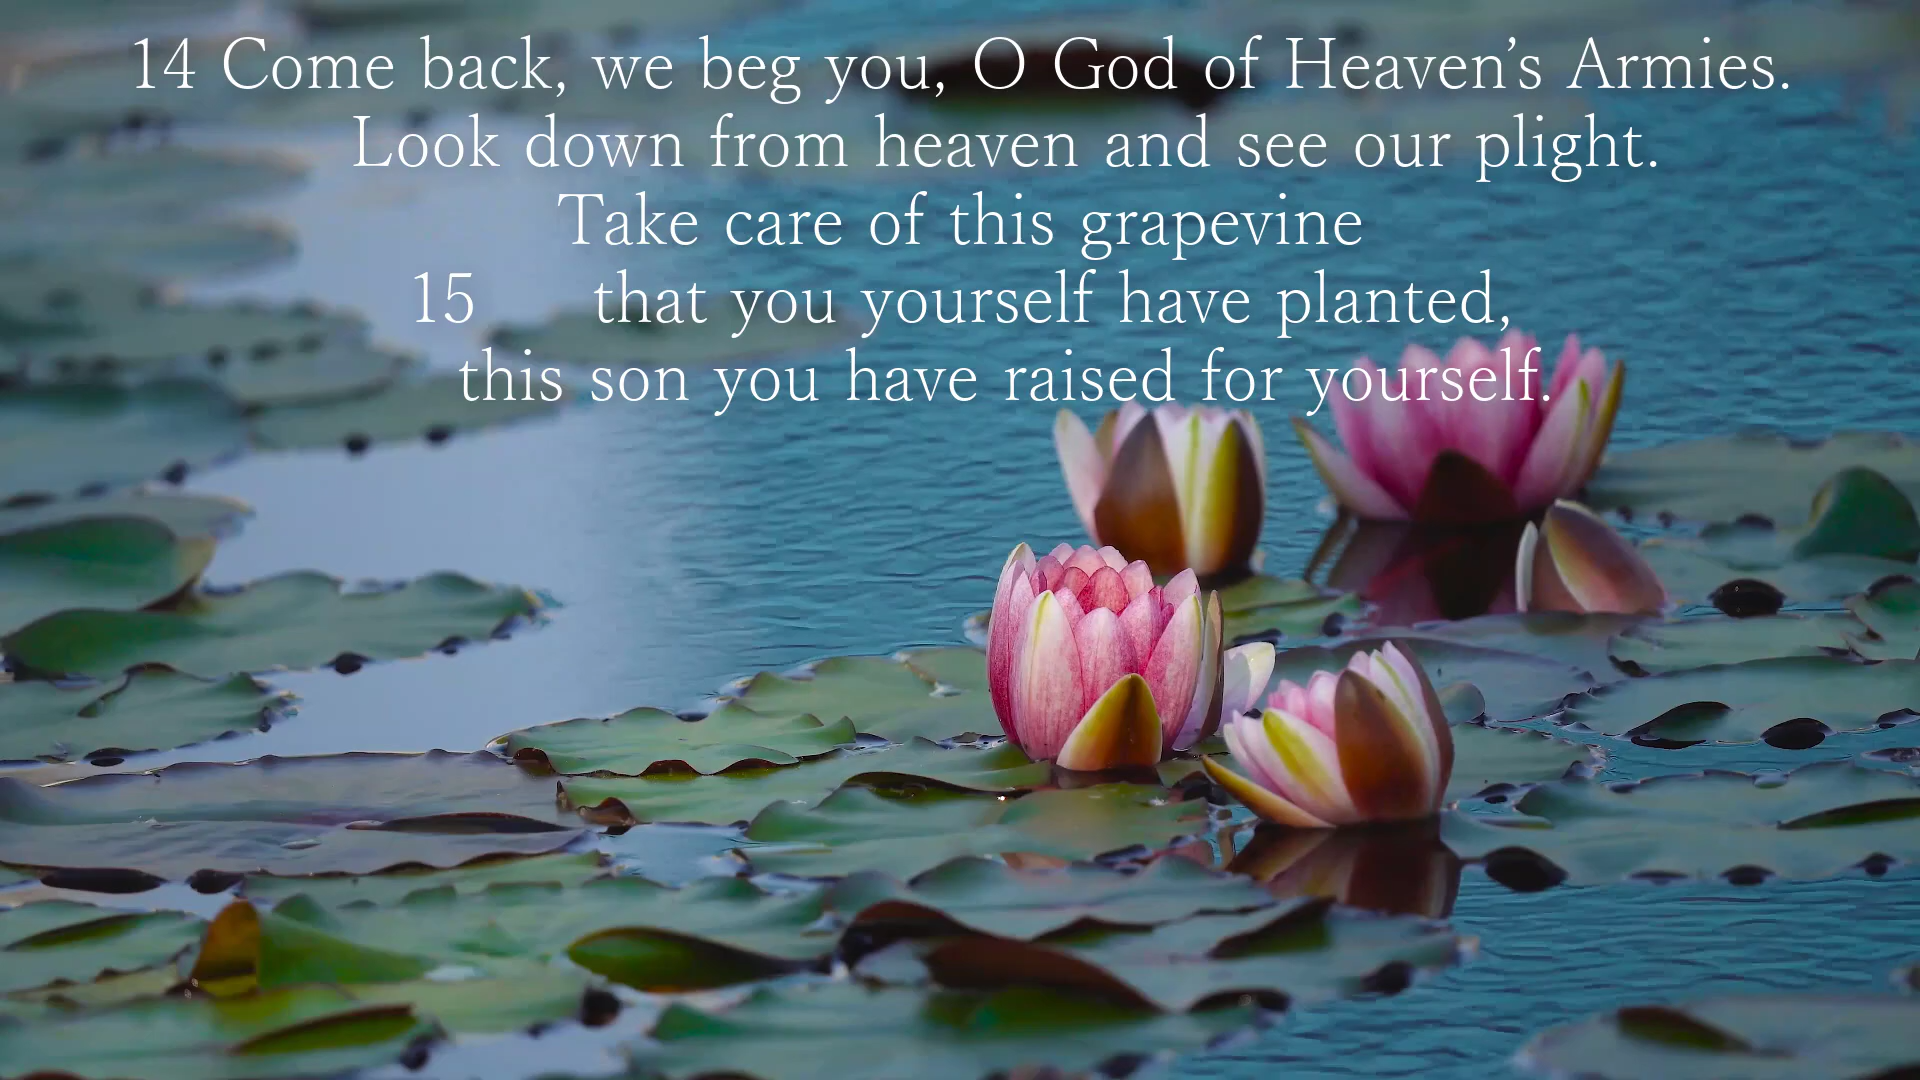 14 Come back, we beg you, O God of Heaven’s Armies.
Look down from heaven and see our plight.
Take care of this grapevine
15 that you yourself have planted,
this son you have raised for yourself.